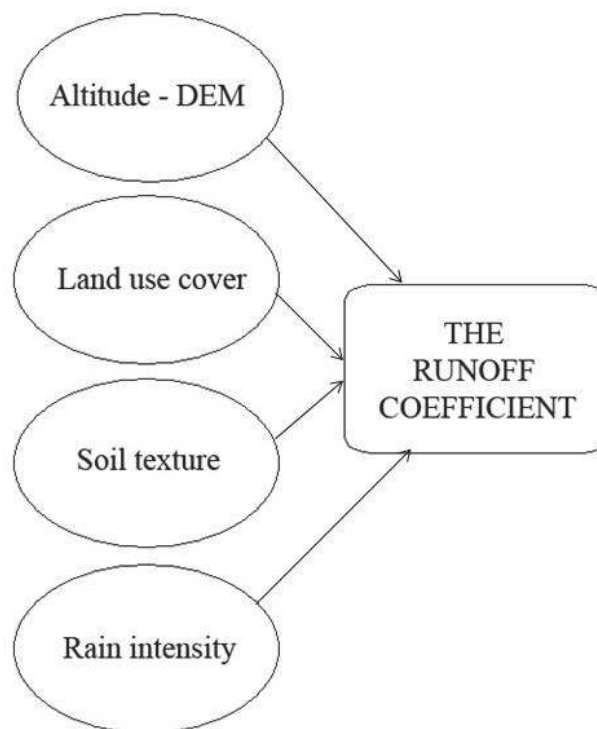 Altitude - DEM
Land use cover
Soil texture
Rain intensity
THE
RUNOFF
COEFFICIENT